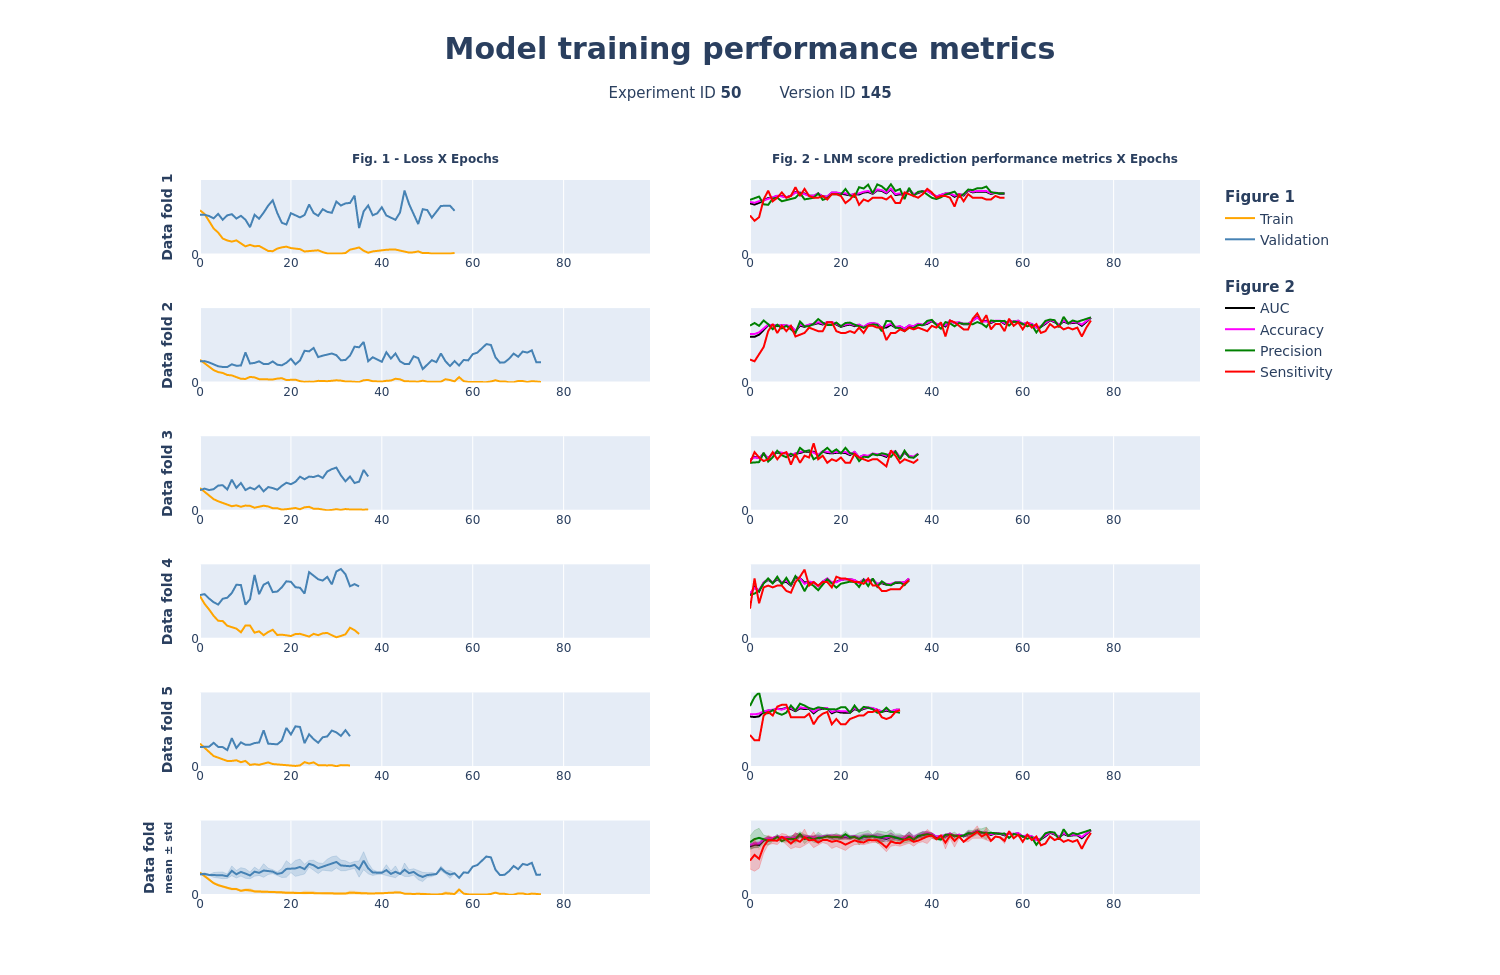 Model training performance metrics
Experiment ID 50 Version ID 145
Fig. 1 - Loss X Epochs
Fig. 2 - LNM score prediction performance metrics X Epochs
Data fold 1
0
0 20 40 60 80
0
0 20 40 60 80
Data fold 2
0
0 20 40 60 80
0
0 20 40 60 80
Data fold 3
0
0 20 40 60 80
0
0 20 40 60 80
Data fold 4
0
0 20 40 60 80
0
0 20 40 60 80
Data fold 5
0
0 20 40 60 80
0
0 20 40 60 80
Data fold
mean ± std
0
0 20 40 60 80
0
0 20 40 60 80
Figure 1
Train
Validation
Figure 2
AUC
Accuracy
Precision
Sensitivity